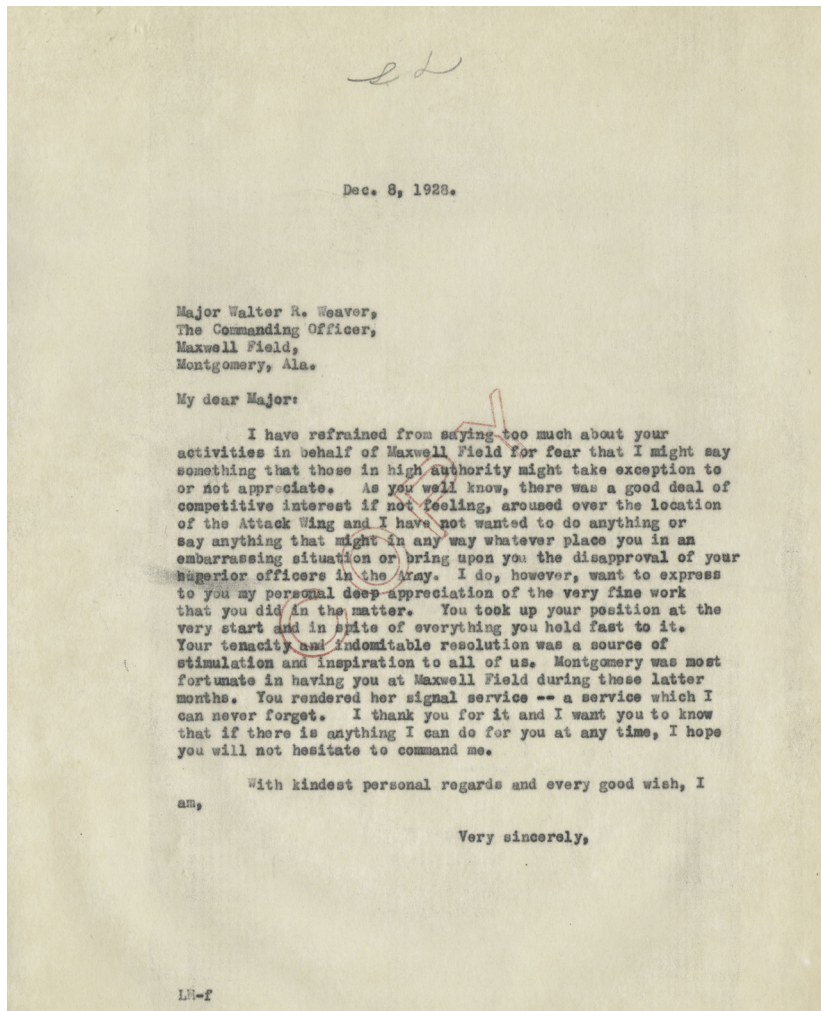 Dec. 8, 1928.
Major Walter R. Weaver,
The Commanding Officer,
Maxwell Field,
Montgomery, Ala.
My dear Major:
I have refrained from saying too much about your
activities in behalf of Maxwell Field for fear that I might say
something that those in high authority might take exception to
or not appreciate. As you well know, there was a good deal of
competitive interest if not feeling, aroused over the location
of the Attack Wing and I have not wanted to do anything or
say anything that might in any way whatever place you in an
embarrassing situation or bring upon you the disapproval of your
superior officers in the Army. I do, however, want to express
to you my personal deep appreciation of the very fine work
that you did in the matter. You took up your position at the
very start and in spite of everything you held fast to it.
Your tenacity and indomitable resolution was a source of
stimulation and inspiration to all of us. Montgomery was most
fortunate in having you at Maxwell Field during these latter
months. You rendered her signal service -- a service which I
can never forget. I thank you for it and I want you to know
that if there is anything I can do for you at any time, I hope
you will not hesitate to command me.
With kindest personal regards and every good wish, I
am,
Very sincerely,
COPY